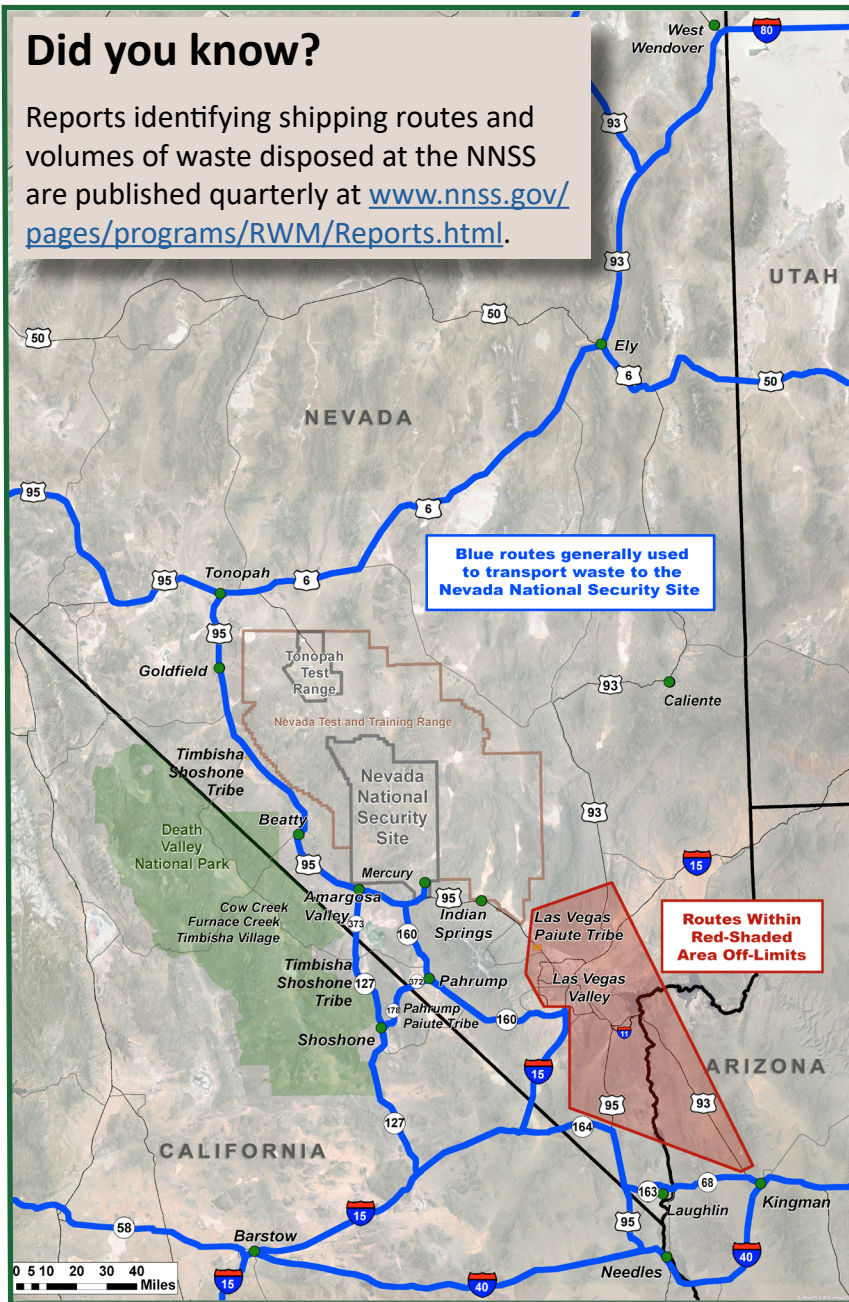 Did you know?
Reports identifying shipping routes and
volumes of waste disposed at the NNSS
are published quarterly at www.nnss.gov/
pages/programs/RWM/Reports.html.
West
Wendover
80
93
93
UTAH
50
50
Ely
6
50
NEVADA
95
6
Blue routes generally used
to transport waste to the
Nevada National Security Site
Tonopah
95
6
95
Goldfield
Tonopah
Test
Range
93
Caliente
Nevada Test and Training Range
Timbisha
Shoshone
Tribe
Nevada
National
Security
Site
93
Beatty
Death
Valley
National Park
15
95
Mercury
Amargosa
Valley
95
Indian
Springs
Cow Creek
Furnace Creek
Timbisha Village
373
160
Las Vegas
Paiute Tribe
Routes Within
Red-Shaded
Area Off-Limits
Timbisha
Shoshone
Tribe
127
372
Pahrump
Las Vegas
Valley
178
Pahrump
Paiute Tribe
160
Shoshone
11
15
ARIZONA
95
93
127
164
CALIFORNIA
163
68
Kingman
Laughlin
15
95
58
Barstow
0 5 10 20 30 40
Miles
15
40
Needles
40